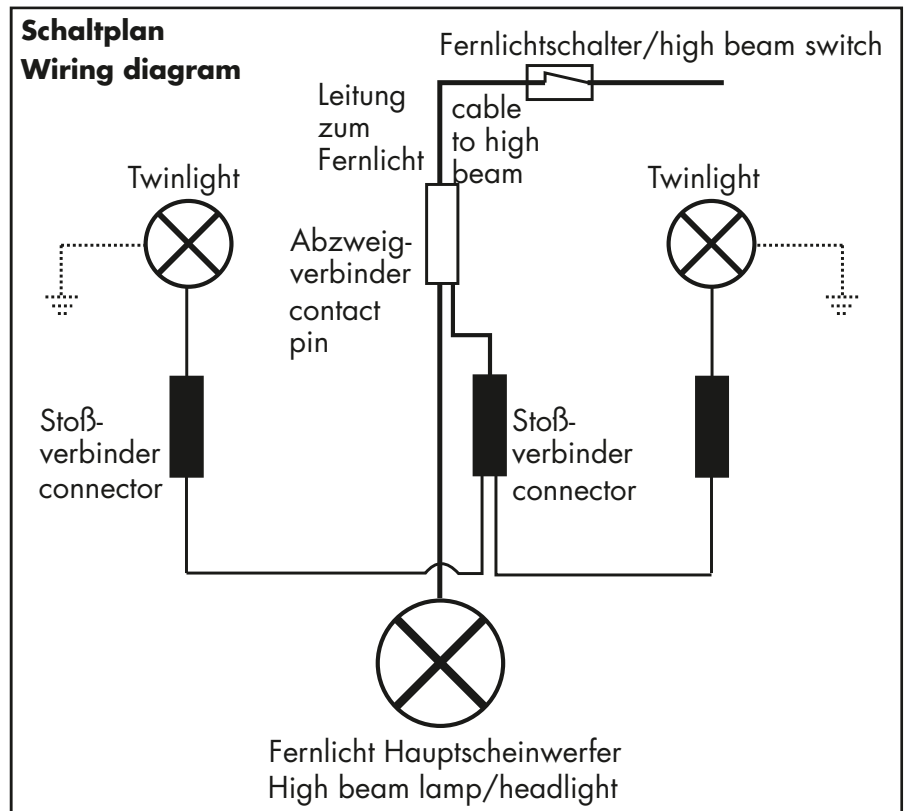 Schaltplan
Wiring diagram
Fernlichtschalter/high beam switch
Leitung
zum
Fernlicht
cable
to high
beam
Twinlight
Twinlight
Abzweig-
verbinder
contact
pin
Stoß-
verbinder
connector
Stoß-
verbinder
connector
Fernlicht Hauptscheinwerfer
High beam lamp/headlight